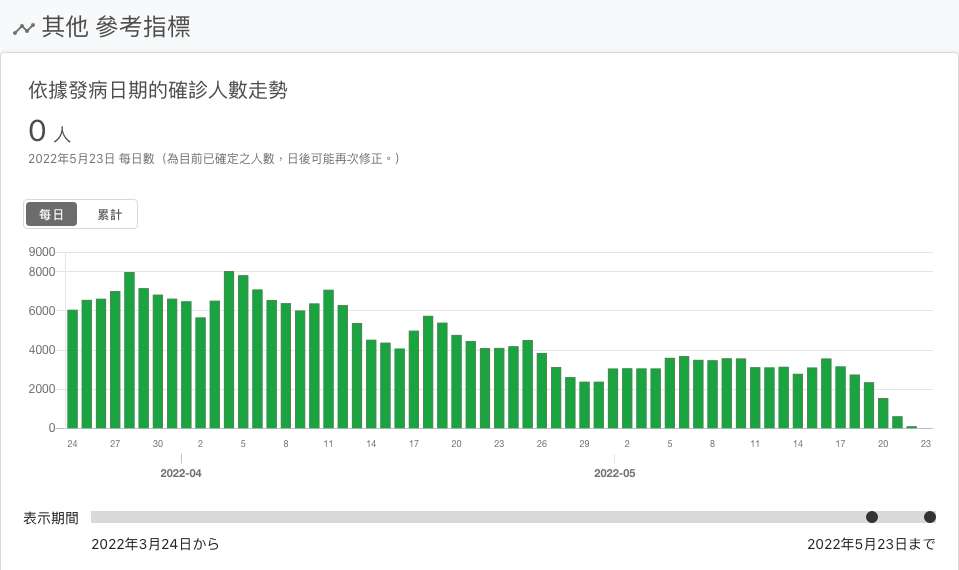 其他 參考指標
依據發病日期的確診人數走勢
0 人
2022年5月23日 每日數（為目前已確定之人數，日後可能再次修正。）
每日 累計
9000
8000
6000
4000
2000
0
24 27 30 2 5 8 11 14 17 20 23 26 29 2 5 8 11 14 17 20 23
2022-04 2022-05
表示期間
2022年3月24日から 2022年5月23日まで